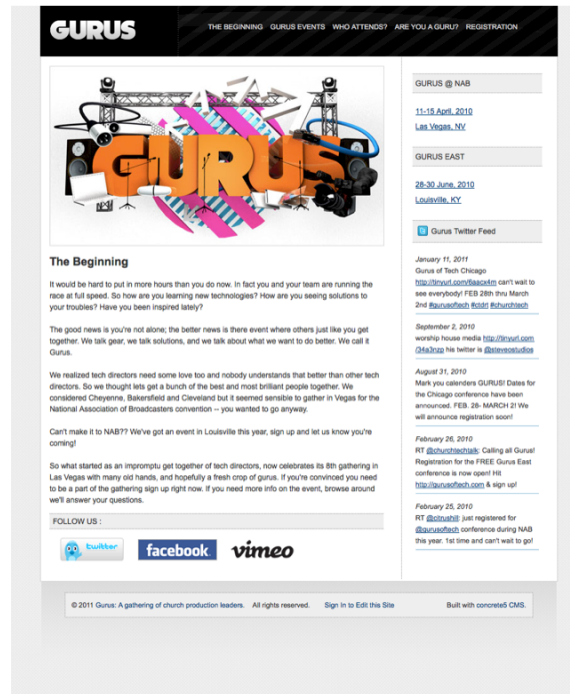 GURUS
THE BEGINNING GURUS EVENTS WHO ATTENDS? ARE YOU A GURU? REGISTRATION
GURUS
The Beginning
It would be hard to put in more hours than you do now. In fact you and your team are running the
race at full speed. So how are you learning new technologies? How are you seeing solutions to
your troubles? Have you been inspired lately?
The good news is you're not alone; the better news is there event where others just like you get
together. We talk gear, we talk solutions, and we talk about what we want to do better. We call it
Gurus.
We realized tech directors need some love too and nobody understands that better than other tech
directors. So we thought lets get a bunch of the best and most brilliant people together. We
considered Cheyenne, Bakersfield and Cleveland but it seemed sensible to gather in Vegas for the
National Association of Broadcasters convention -- you wanted to go anyway.
Can't make it to NAB?? We've got an event in Louisville this year, sign up and let us know you're
coming!
So what started as an impromptu get together of tech directors, now celebrates its 8th gathering in
Las Vegas with many old hands, and hopefully a fresh crop of gurus. If you're convinced you need
to be a part of the gathering sign up right now. If you need more info on the event, browse around
we'll answer your questions.
FOLLOW US :
twitter facebook vimeo
GURUS @ NAB
11-15 April, 2010
Las Vegas, NV
GURUS EAST
28-30 June, 2010
Louisville, KY
Gurus Twitter Feed
January 11, 2011
Gurus of Tech Chicago
http://tinyurl.com/6aacx4m can't wait to
see everybody! FEB 28th thru March
2nd #gurusoftech #ctdrt #churchtech
September 2, 2010
worship house media http://tinyurl.com
/34a3nzp his twitter is @steveostudios
August 31, 2010
Mark you calenders GURUS! Dates for
the Chicago conference have been
announced. FEB. 28- MARCH 2! We
will announce registration soon!
February 26, 2010
RT @churchtechtalk: Calling all Gurus!
Registration for the FREE Gurus East
conference is now open! Hit
http://gurusoftech.com & sign up!
February 25, 2010
RT @citrushill: just registered for
@gurusoftech conference during NAB
this year. 1st time and can't wait to go!
© 2011 Gurus: A gathering of church production leaders. All rights reserved. Sign In to Edit this Site Built with concrete5 CMS.